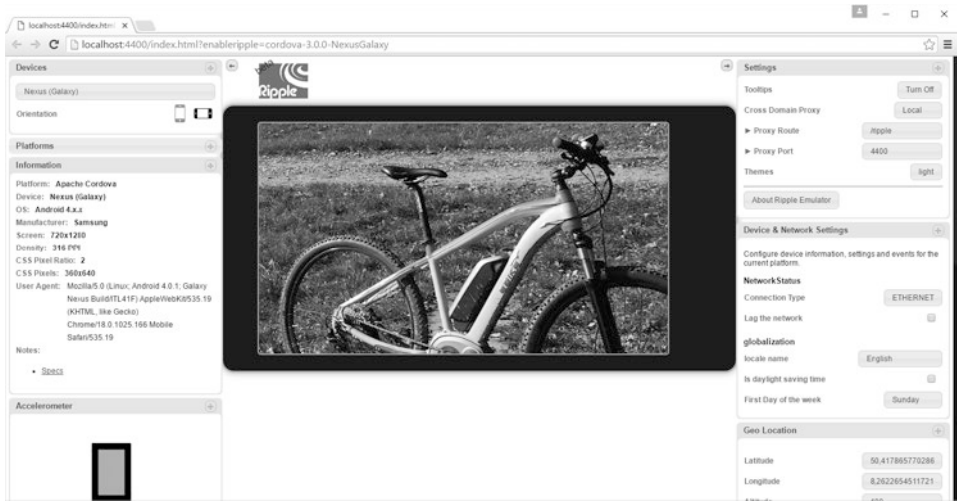 localhost:4400/index.htm
localhost:4400/index.html?enableripple=cordova-3.0.0-NexusGalaxy
Devices
Nexus (Galaxy)
Orientation
Platforms
Information
Platform: Apache Cordova
Device: Nexus (Galaxy)
OS: Android 4.x.x
Manufacturer: Samsung
Screen: 720x1280
Density: 316 PPI
CSS Pixel Ratio: 2
CSS Pixels: 360x640
User Agent: Mozilla/5.0 (Linux; Android 4.0.1; Galaxy
Nexus Build/ITL41F) AppleWebKit/535.19
(KHTML, like Gecko)
Chrome/18.0.1025.166 Mobile
Safari/535.19
Notes:
Specs
Accelerometer
beta
Ripple
Settings
Tooltips Turn Off
Cross Domain Proxy Local
Proxy Route /ripple
Proxy Port 4400
Themes light
About Ripple Emulator
Device & Network Settings
Configure device information, settings and events for the
current platform.
NetworkStatus
Connection Type ETHERNET
Lag the network
globalization
locale name English
Is daylight saving time
First Day of the week Sunday
Geo Location
Latitude 50,417865770286
Longitude 8,2622654511721